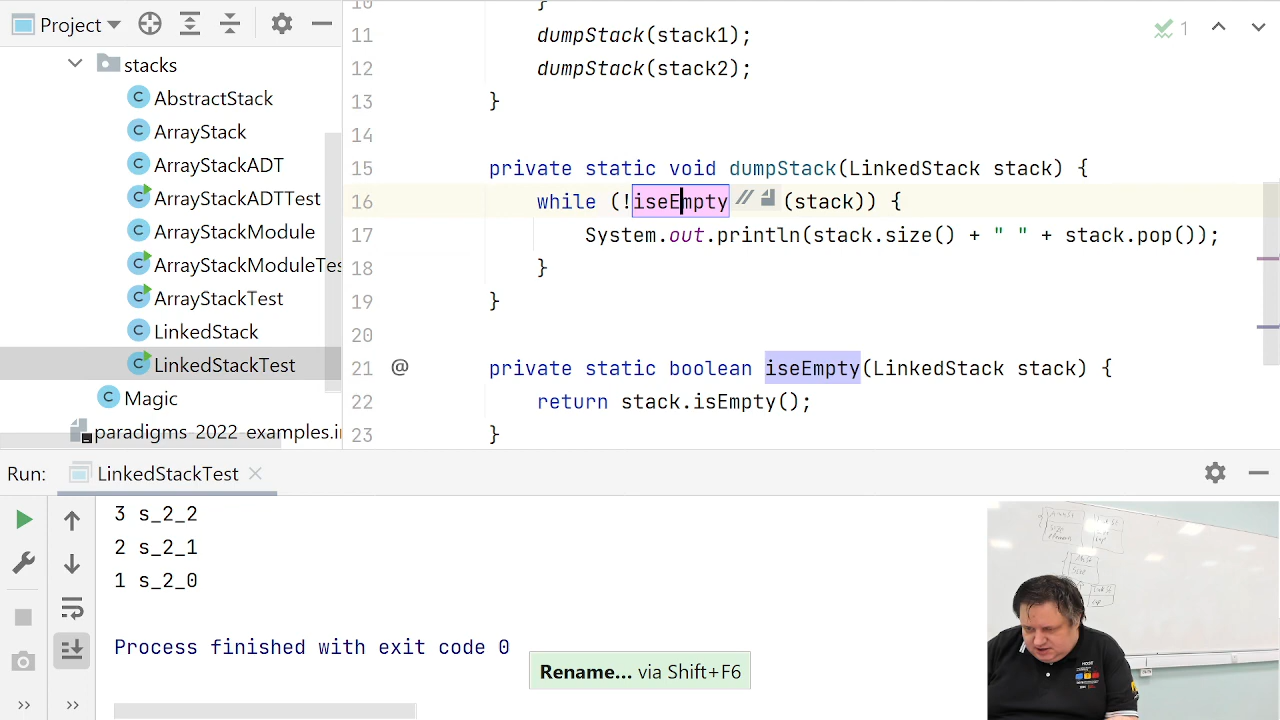 Project
stacks
AbstractStack
ArrayStack
ArrayStackADT
ArrayStackADTTest
ArrayStackModule
ArrayStackModuleTes
ArrayStackTest
LinkedStack
LinkedStackTest
Magic
paradigms-2022-examples.i
10 }
11 dumpStack(stack1);
12 dumpStack(stack2);
13 }
14
15 private static void dumpStack(LinkedStack stack) {
16 while (!iseEmpty(stack)) {
17 System.out.println(stack.size() + " " + stack.pop());
18 }
19 }
20
21 @ private static boolean iseEmpty(LinkedStack stack) {
22 return stack.isEmpty();
23 }
1
Run: LinkedStackTest
3 s_2_2
2 s_2_1
1 s_2_0
Process finished with exit code 0
Rename... via Shift+F6